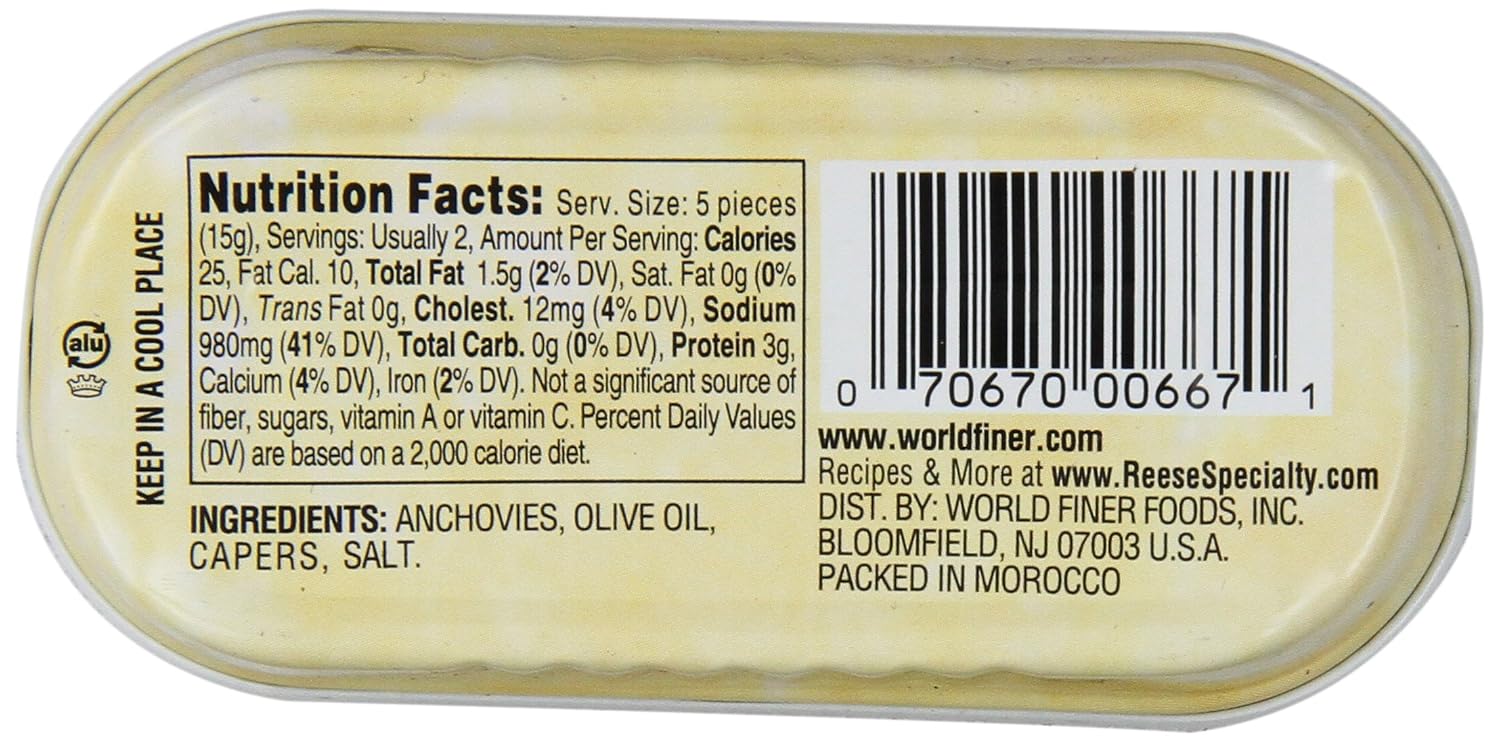 KEEP IN A COOL PLACE
alu
Nutrition Facts: Serv. Size: 5 pieces
(15g), Servings: Usually 2, Amount Per Serving: Calories
25, Fat Cal. 10, Total Fat 1.5g (2% DV), Sat. Fat 0g (0%
DV), Trans Fat 0g, Cholest. 12mg (4% DV), Sodium
980mg (41% DV), Total Carb. 0g (0% DV), Protein 3g,
Calcium (4% DV), Iron (2% DV). Not a significant source of
fiber, sugars, vitamin A or vitamin C. Percent Daily Values
(DV) are based on a 2,000 calorie diet.
INGREDIENTS: ANCHOVIES, OLIVE OIL,
CAPERS, SALT.
0 70670 00667 1
www.worldfiner.com
Recipes & More at www.ReeseSpecialty.com
DIST. BY: WORLD FINER FOODS, INC.
BLOOMFIELD, NJ 07003 U.S.A.
PACKED IN MOROCCO